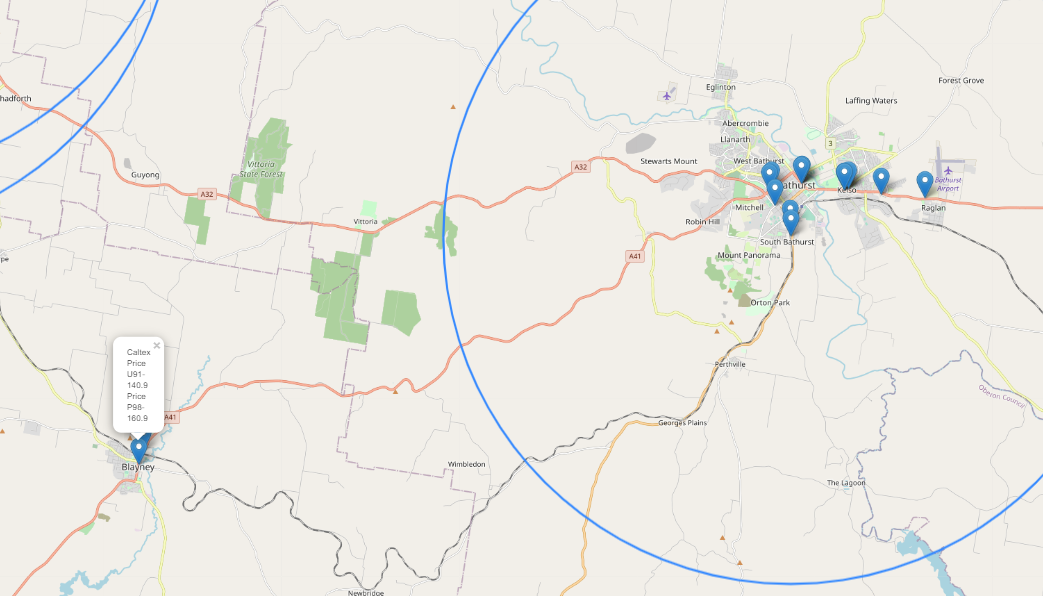 Forest Grove
Eglinton
hadforth
Laffing Waters
Abercrombie
Llanarth
3
Stewarts Mount
West Bathurst
A32
Vittoria
State Forest
Guyong
athurst
Kelso
Bathurst
Airport
A32
Mitchell
Raglan
Vittoria
Robin Hill
South Bathurst
A41
Mount Panorama
pe
Orton Park
×
Caltex
Price
U91-
140.9
Price
P98-
160.9
Perthville
Oberon Council
A41
Georges Plains
Blayney
Wimbledon
The Lagoon
Newbridge